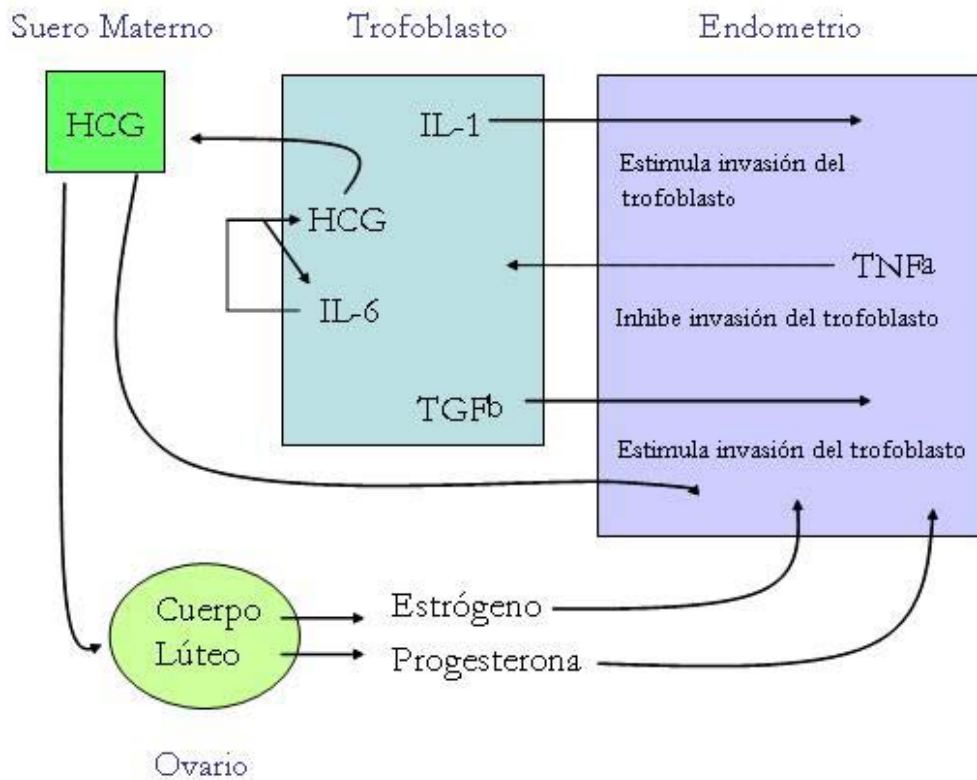 Suero Materno
Trofoblasto
Endometrio
HCG
IL-1
Estimula invasión del
trofoblasto
HCG
TNFa
IL-6
Inhibe invasión del trofoblasto
TGFb
Estimula invasión del trofoblasto
Cuerpo
Lúteo
Estrógeno
Progesterona
Ovario